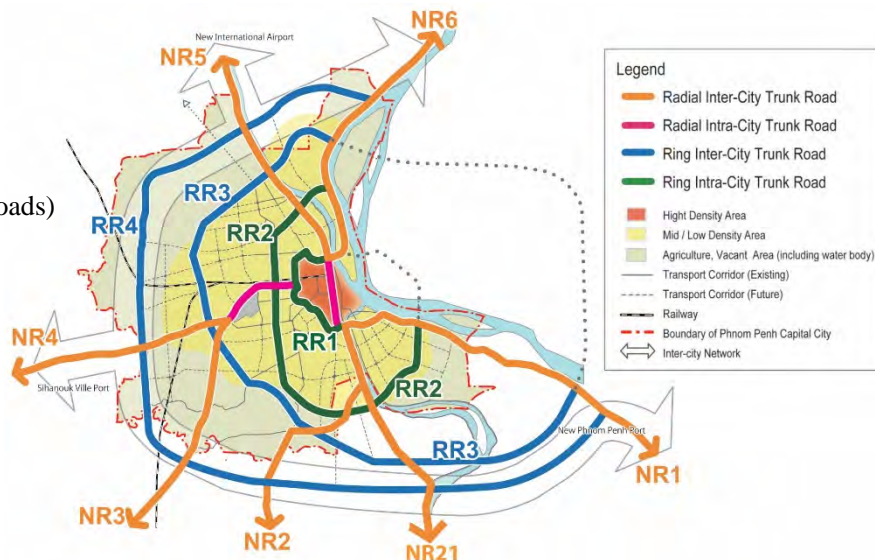 New International Airport
NR6
NR5
Legend
Radial Inter-City Trunk Road
Radial Intra-City Trunk Road
Ring Inter-City Trunk Road
Ring Intra-City Trunk Road
Hight Density Area
Mid / Low Density Area
Agriculture, Vacant Area (including water body)
Transport Corridor (Existing)
Transport Corridor (Future)
Railway
Boundary of Phnom Penh Capital City
Inter-city Network
oads)
RR3
RR4
RR2
RR1
NR4
Sihanouk Ville Port
RR2
RR3
New Phnom Penh Port
NR1
NR3
NR2
NR21